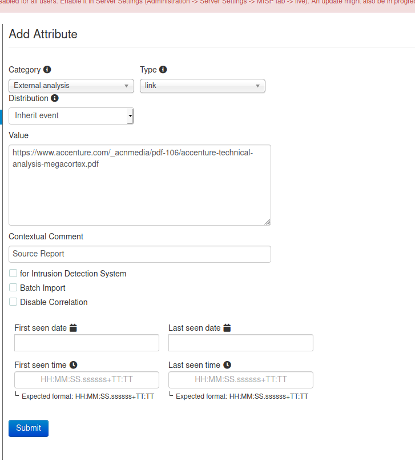 sabled for all users. Enable it in Server Settings (Administration -> Server Settings -> MISP tab -> live). An update might also be in progre
Add Attribute
Category Type
External analysis link
Distribution
Inherit event
Value
https://www.accenture.com/_acnmedia/pdf-106/accenture-technical-
analysis-megacortex.pdf
Contextual Comment
Source Report
for Intrusion Detection System
Batch Import
Disable Correlation
First seen date Last seen date
First seen time Last seen time
HH:MM:SS.ssssss+TT:TT HH:MM:SS.ssssss+TT:TT
Expected format: HH:MM:SS.ssssss+TT:TT Expected format: HH:MM:SS.ssssss+TT:TT
Submit